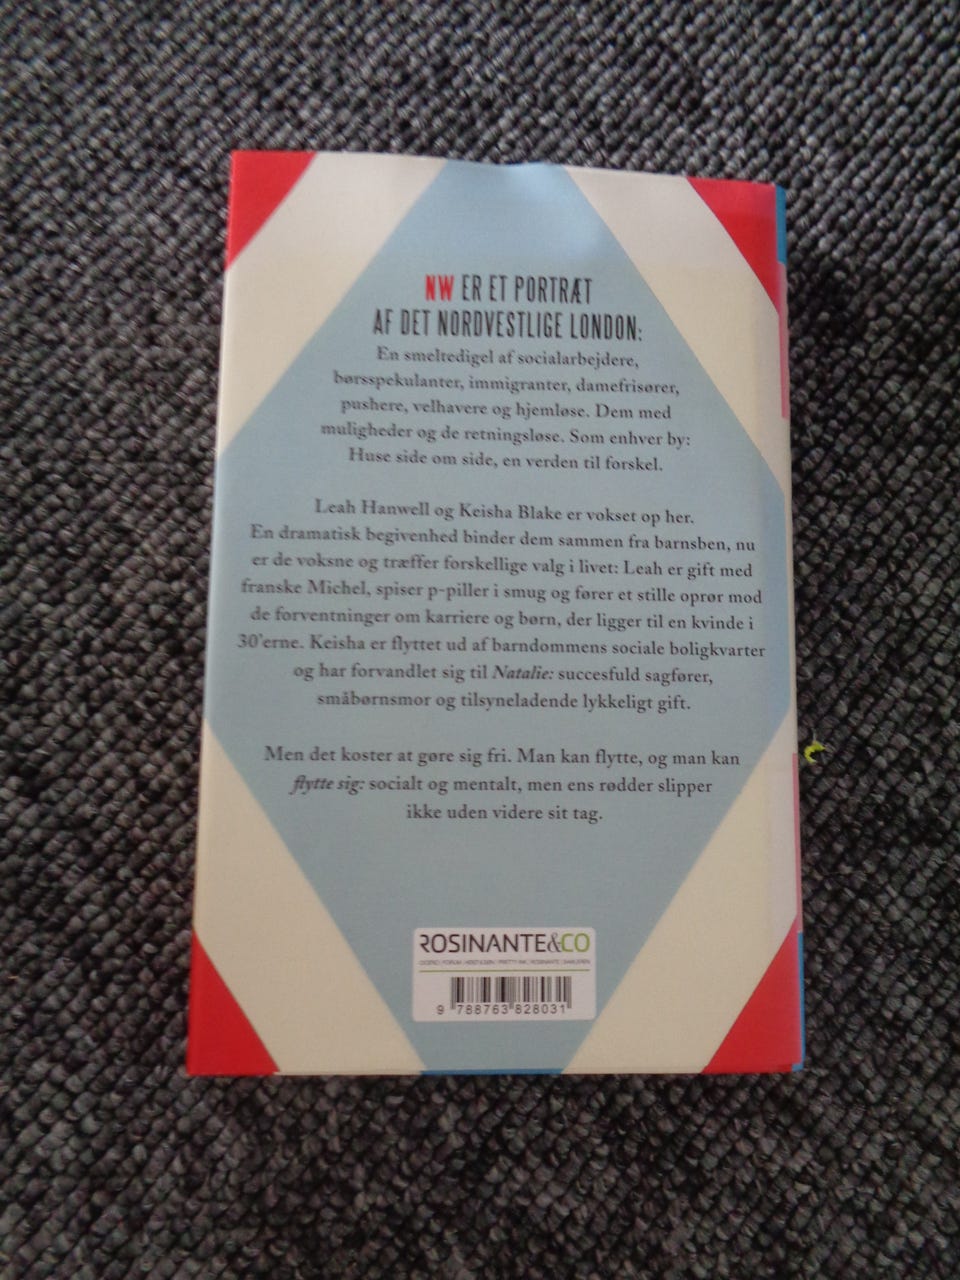 NW ER ET PORTRÆT
AF DET NORDVESTLIGE LONDON:
En smeltedigel af socialarbejdere,
børsspekulanter, immigranter, damefrisører,
pushere, velhavere og hjemløse. Dem med
muligheder og de retningsløse. Som enhver by:
Huse side om side, en verden til forskel.
Leah Hanwell og Keisha Blake er vokset op her.
En dramatisk begivenhed binder dem sammen fra barnsben, nu
er de voksne og træffer forskellige valg i livet: Leah er gift med
franske Michel, spiser p-piller i smug og fører et stille oprør mod
de forventninger om karriere og børn, der ligger til en kvinde i
30'erne. Keisha er flyttet ud af barndommens sociale boligkvarter
og har forvandlet sig til Natalie: succesfuld sagfører,
småbørnsmor og tilsyneladende lykkeligt gift.
Men det koster at gøre sig fri. Man kan flytte, og man kan
flytte sig: socialt og mentalt, men ens rødder slipper
ikke uden videre sit tag.
ROSINANTE&CO
9 788763 828031